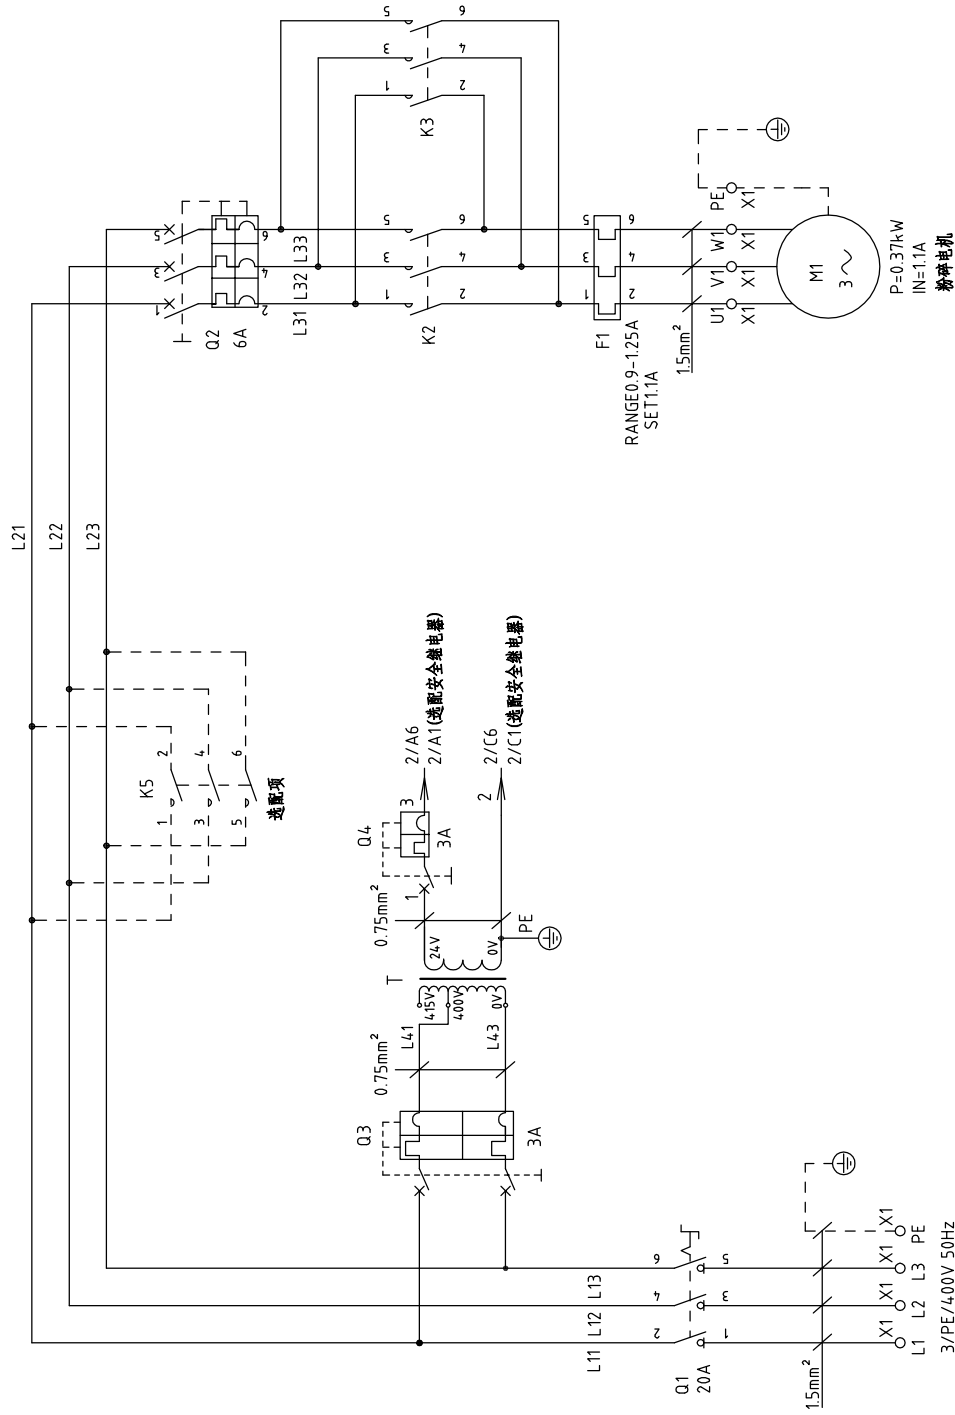 5
6
3
4
1
2
K3
5
6
3
4
1
2
Q2
6A
L33
L32
L31
5
6
3
4
1
2
K2
5
6
3
4
1
2
F1
RANGE0.9-1.25A
SET1.1A
1.5mm²
PE
X1
W1
X1
V1
X1
U1
X1
M1
3
P=0.37kW
IN=1.1A
粉碎电机
L21
L22
L23
K5
1
2
3
4
5
6
选配项
2/A6
2/A1(选配安全继电器)
2/C6
2/C1(选配安全继电器)
3
2
Q4
3A
1
0.75mm²
PE
24V
0V
T
415V
400V
0V
L41
L43
0.75mm²
Q3
3A
L13
L12
L11
6
5
4
3
2
1
Q1
20A
1.5mm²
X1
PE
X1
L3
X1
L2
X1
L1
3/PE/400V 50Hz